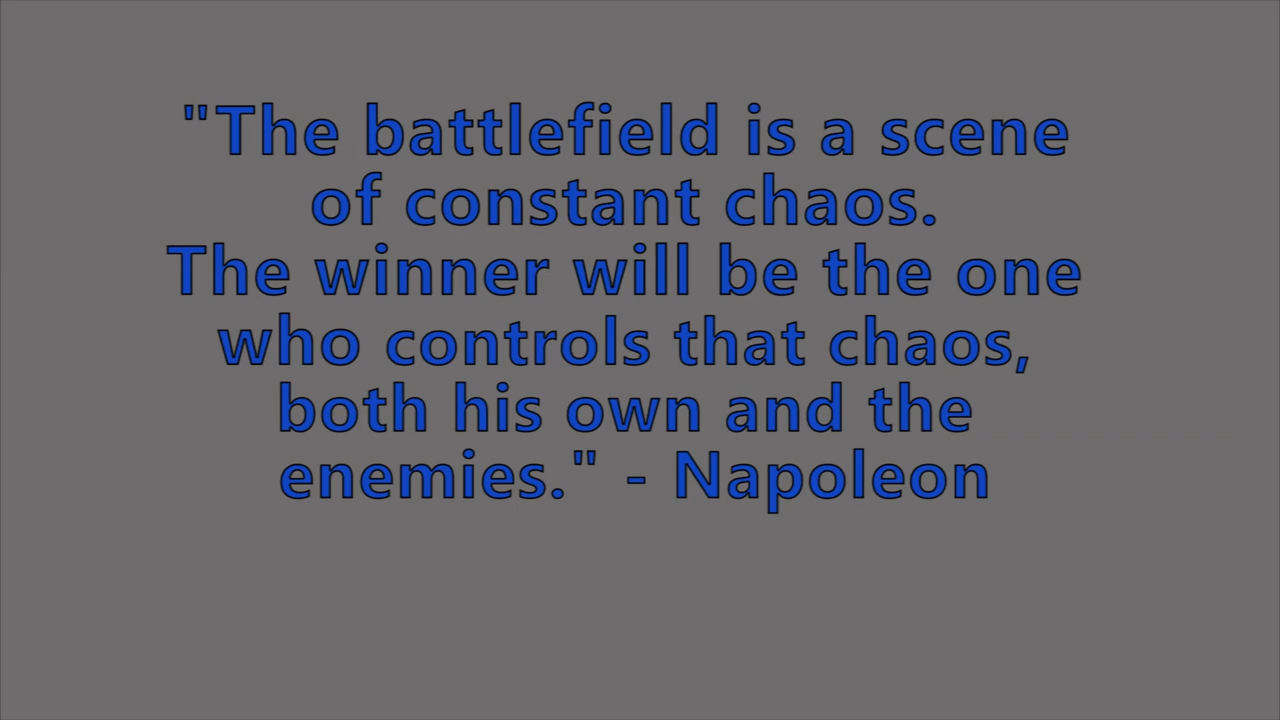 "The battlefield is a scene
of constant chaos.
The winner will be the one
who controls that chaos,
both his own and the
enemies." - Napoleon